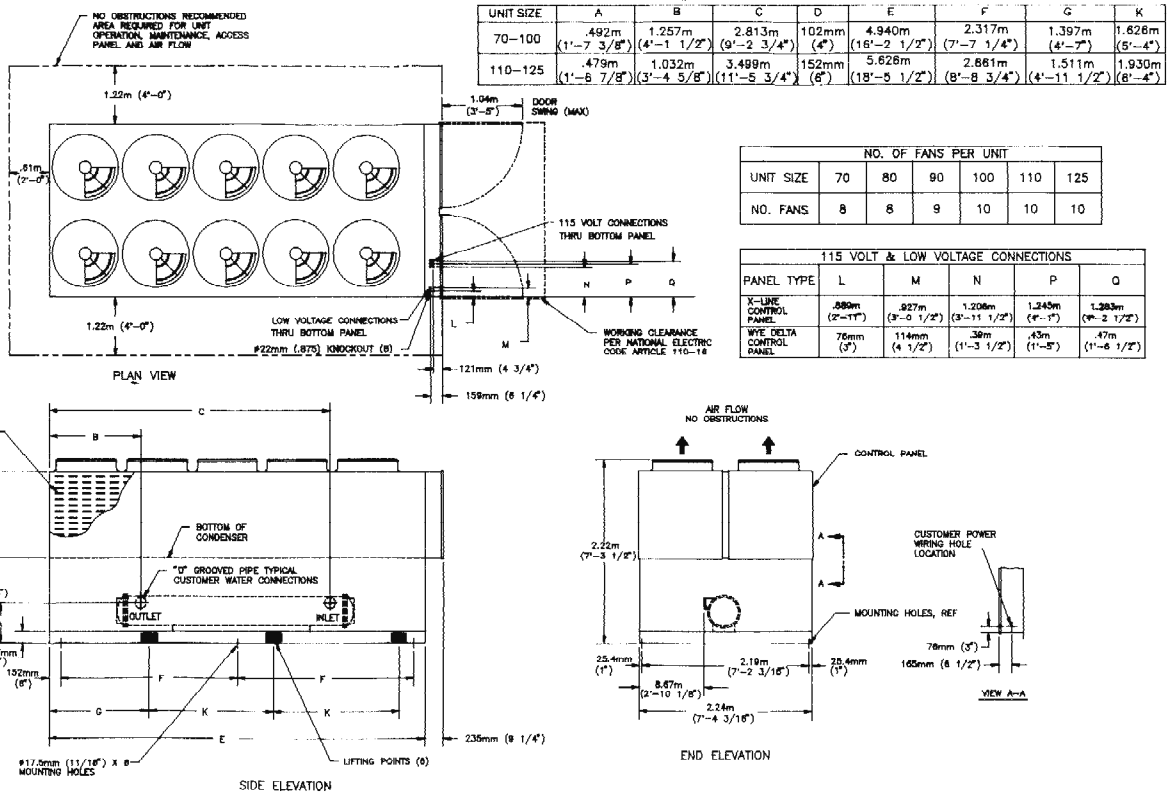 NO OBSTRUCTIONS RECOMMENDED
AREA REQUIRED FOR UNIT
OPERATION, MAINTENANCE, ACCESS
PANEL AND AIR FLOW
UNIT SIZE A B C D E F G K
70-100 .492m 1.257m 2.813m 102mm 4.940m 2.317m 1.397m 1.626m
(1'-7 3/8") (4'-1 1/2") (9'-2 3/4") (4") (16'-2 1/2") (7'-7 1/4") (4'-7") (5'-4")
110-125 .479m 1.032m 3.499m 152mm 5.626m 2.661m 1.511m 1.930m
(1'-6 7/8") (3'-4 5/8") (11'-5 3/4") (6") (18'-5 1/2") (8'-8 3/4") (4'-11 1/2") (6'-4")
1.22m (4'-0")
1.04m
(3'-5")
DOOR
SWING (MAX)
.61m
(2'-0")
NO. OF FANS PER UNIT
UNIT SIZE 70 80 90 100 110 125
NO. FANS 8 8 9 10 10 10
115 VOLT CONNECTIONS
THRU BOTTOM PANEL
N P Q
L
M
1.22m (4'-0")
LOW VOLTAGE CONNECTIONS
THRU BOTTOM PANEL
ø22mm (.875) KNOCKOUT (8)
WORKING CLEARANCE
PER NATIONAL ELECTRIC
CODE ARTICLE 110-16
121mm (4 3/4")
159mm (6 1/4")
PLAN VIEW
115 VOLT & LOW VOLTAGE CONNECTIONS
PANEL TYPE L M N P Q
X-LINE
CONTROL
PANEL
.889m .927m 1.208m 1.245m 1.283m
(2'-11") (3'-0 1/2") (3'-11 1/2") (4'-1") (4'-2 1/2")
WYE DELTA
CONTROL
PANEL
76mm 114mm .39m .43m .47m
(3") (4 1/2") (1'-3 1/2") (1'-5") (1'-6 1/2")
C
B
BOTTOM OF
CONDENSER
"D" GROOVED PIPE TYPICAL
CUSTOMER WATER CONNECTIONS
OUTLET
INLET
152mm
(6")
F F
G K K
E
235mm (9 1/4")
ø17.5mm (11/16") X 6
MOUNTING HOLES
LIFTING POINTS (6)
SIDE ELEVATION
AIR FLOW
NO OBSTRUCTIONS
CONTROL PANEL
2.22m
(7'-3 1/2")
A
A
MOUNTING HOLES, REF
25.4mm
(1")
2.19m
(7'-2 3/16")
25.4mm
(1")
8.67m
(2'-10 1/8")
2.24m
(7'-4 3/16")
END ELEVATION
CUSTOMER POWER
WIRING HOLE
LOCATION
76mm (3")
165mm (6 1/2")
VIEW A-A